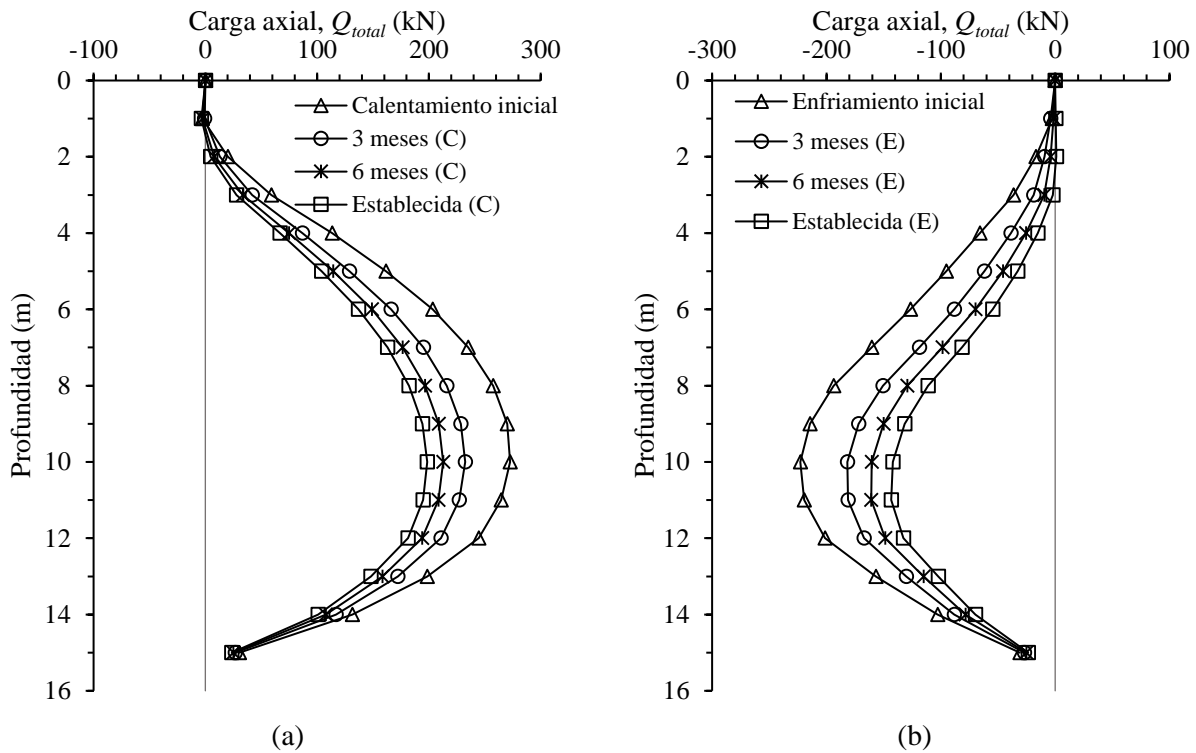 Carga axial, Q_total (kN)
-100 0 100 200 300
0
2
4
6
8
10
12
14
16
Profundidad (m)
Calentamiento inicial
3 meses (C)
6 meses (C)
Establecida (C)
(a)
Carga axial, Q_total (kN)
-300 -200 -100 0 100
0
2
4
6
8
10
12
14
16
Profundidad (m)
Enfriamiento inicial
3 meses (E)
6 meses (E)
Establecida (E)
(b)